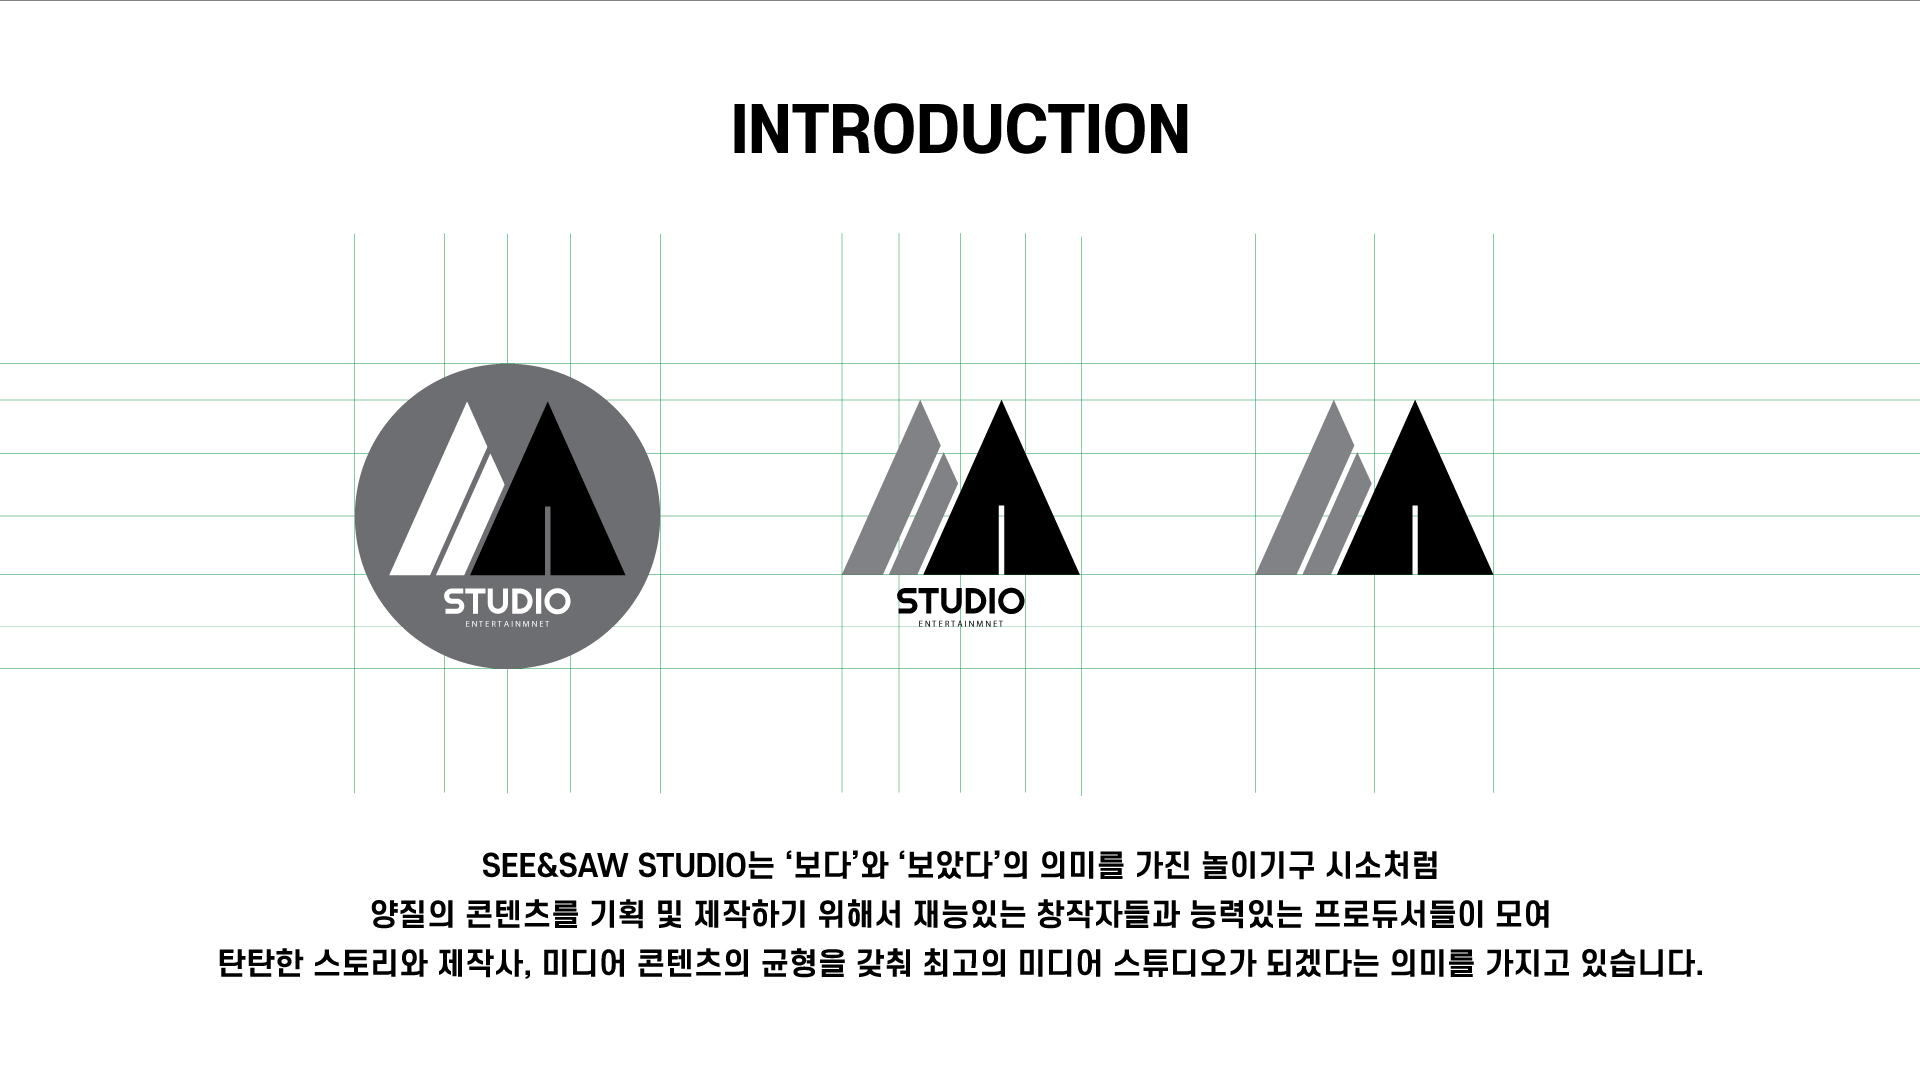 INTRODUCTION
STUDIO
ENTERTAINMNET
STUDIO
ENTERTAINMNET
SEE&SAW STUDIO는 ‘보다’와 ‘보았다’의 의미를 가진 놀이기구 시소처럼
양질의 콘텐츠를 기획 및 제작하기 위해서 재능있는 창작자들과 능력있는 프로듀서들이 모여
탄탄한 스토리와 제작사, 미디어 콘텐츠의 균형을 갖춰 최고의 미디어 스튜디오가 되겠다는 의미를 가지고 있습니다.